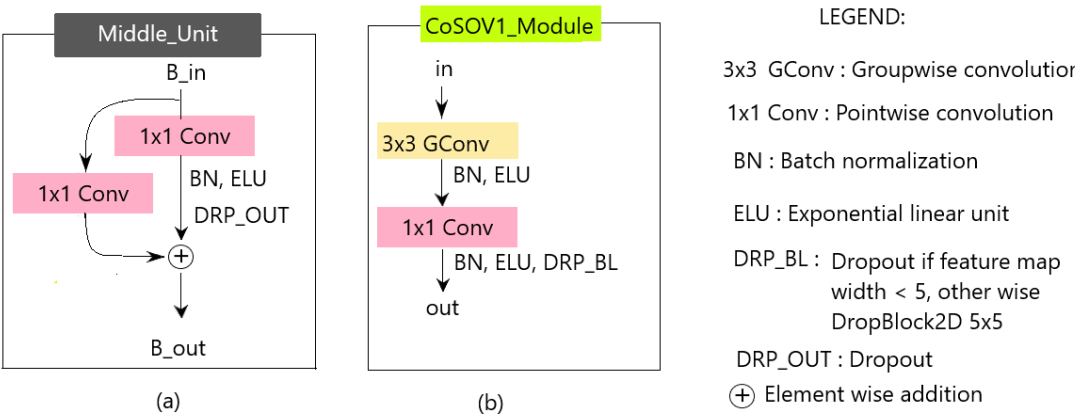 Middle_Unit
B_in
1x1 Conv
BN, ELU
1x1 Conv
DRP_OUT
+
B_out
(a)
CoSOV1_Module
in
3x3 GConv
BN, ELU
1x1 Conv
BN, ELU, DRP_BL
out
(b)
LEGEND:
3x3 GConv : Groupwise convolution
1x1 Conv : Pointwise convolution
BN : Batch normalization
ELU : Exponential linear unit
DRP_BL : Dropout if feature map
width < 5, other wise
DropBlock2D 5x5
DRP_OUT : Dropout
+ Element wise addition